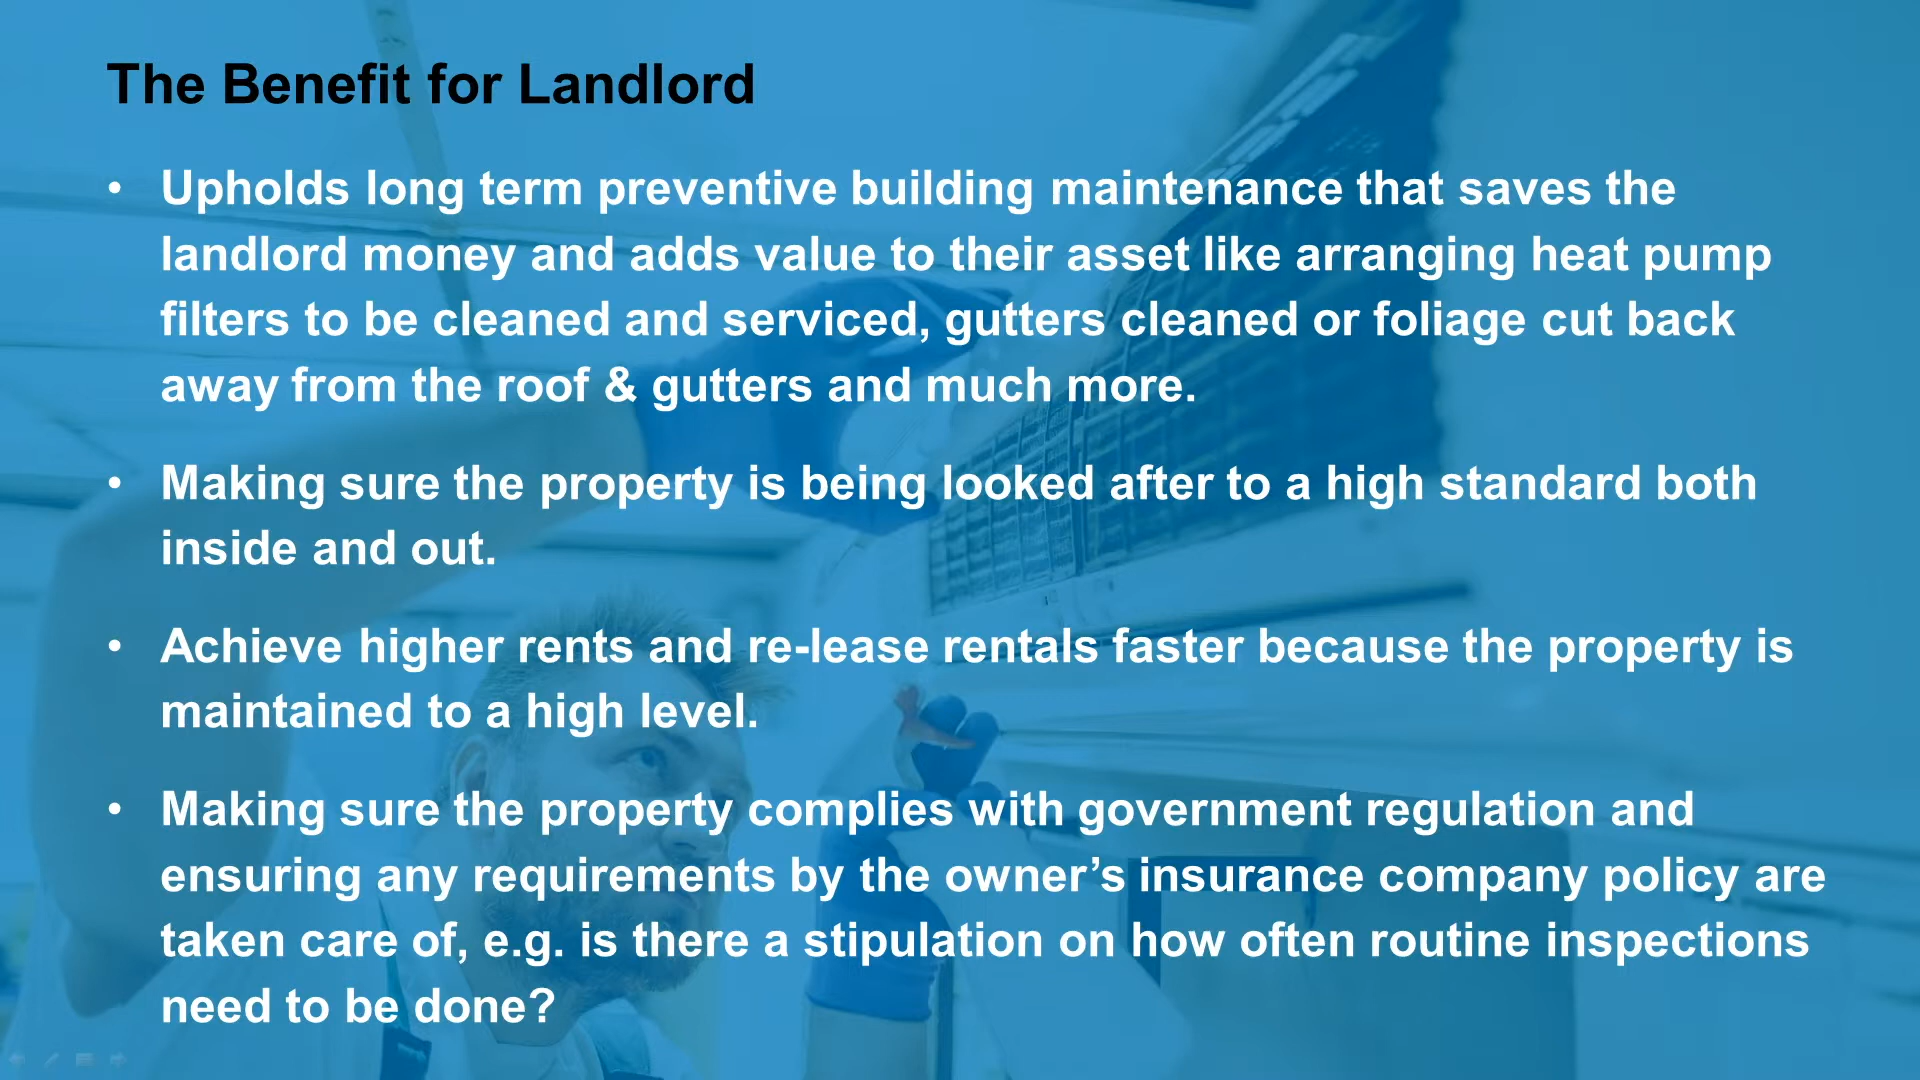 The Benefit for Landlord
• Upholds long term preventive building maintenance that saves the
landlord money and adds value to their asset like arranging heat pump
filters to be cleaned and serviced, gutters cleaned or foliage cut back
away from the roof & gutters and much more.
• Making sure the property is being looked after to a high standard both
inside and out.
• Achieve higher rents and re-lease rentals faster because the property is
maintained to a high level.
• Making sure the property complies with government regulation and
ensuring any requirements by the owner’s insurance company policy are
taken care of, e.g. is there a stipulation on how often routine inspections
need to be done?